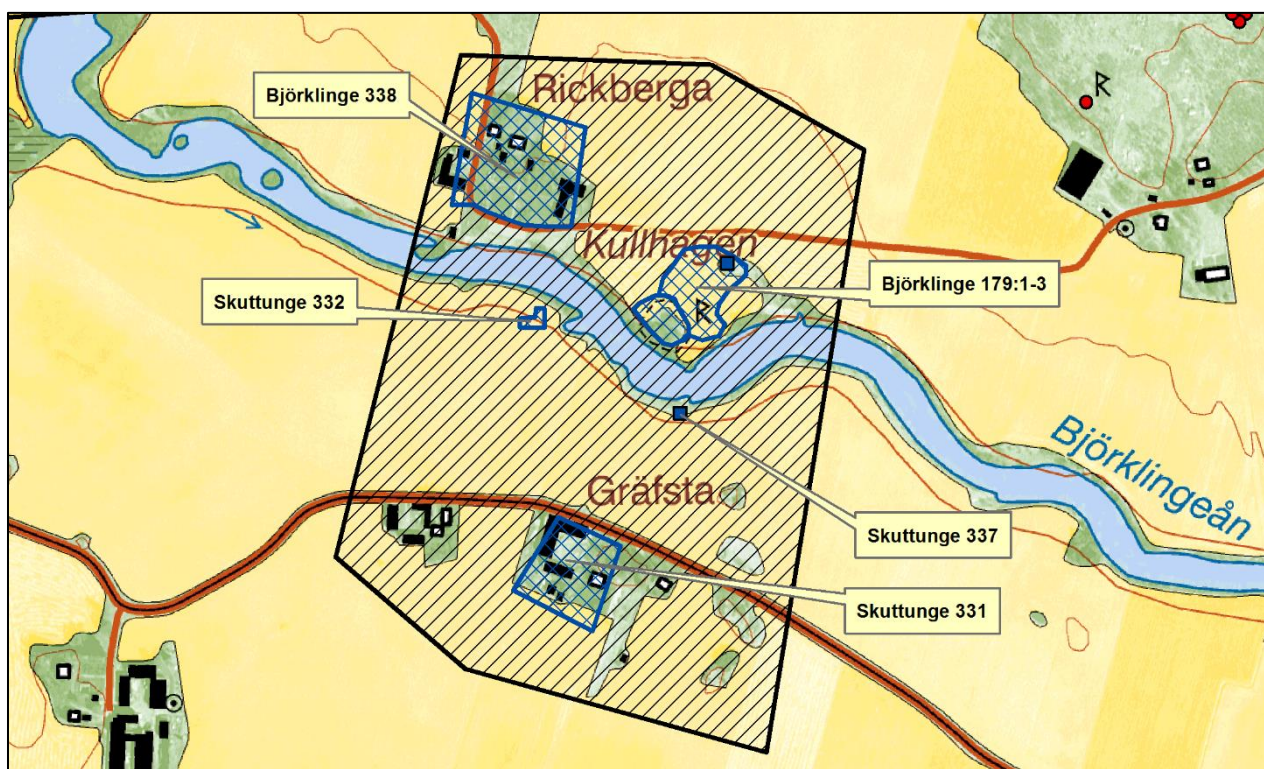 Rickberga
Björklinge 338
Kullhagen
Björklinge 179:1-3
Skuttunge 332
Björklingeån
Gräfsta
Skuttunge 337
Skuttunge 331